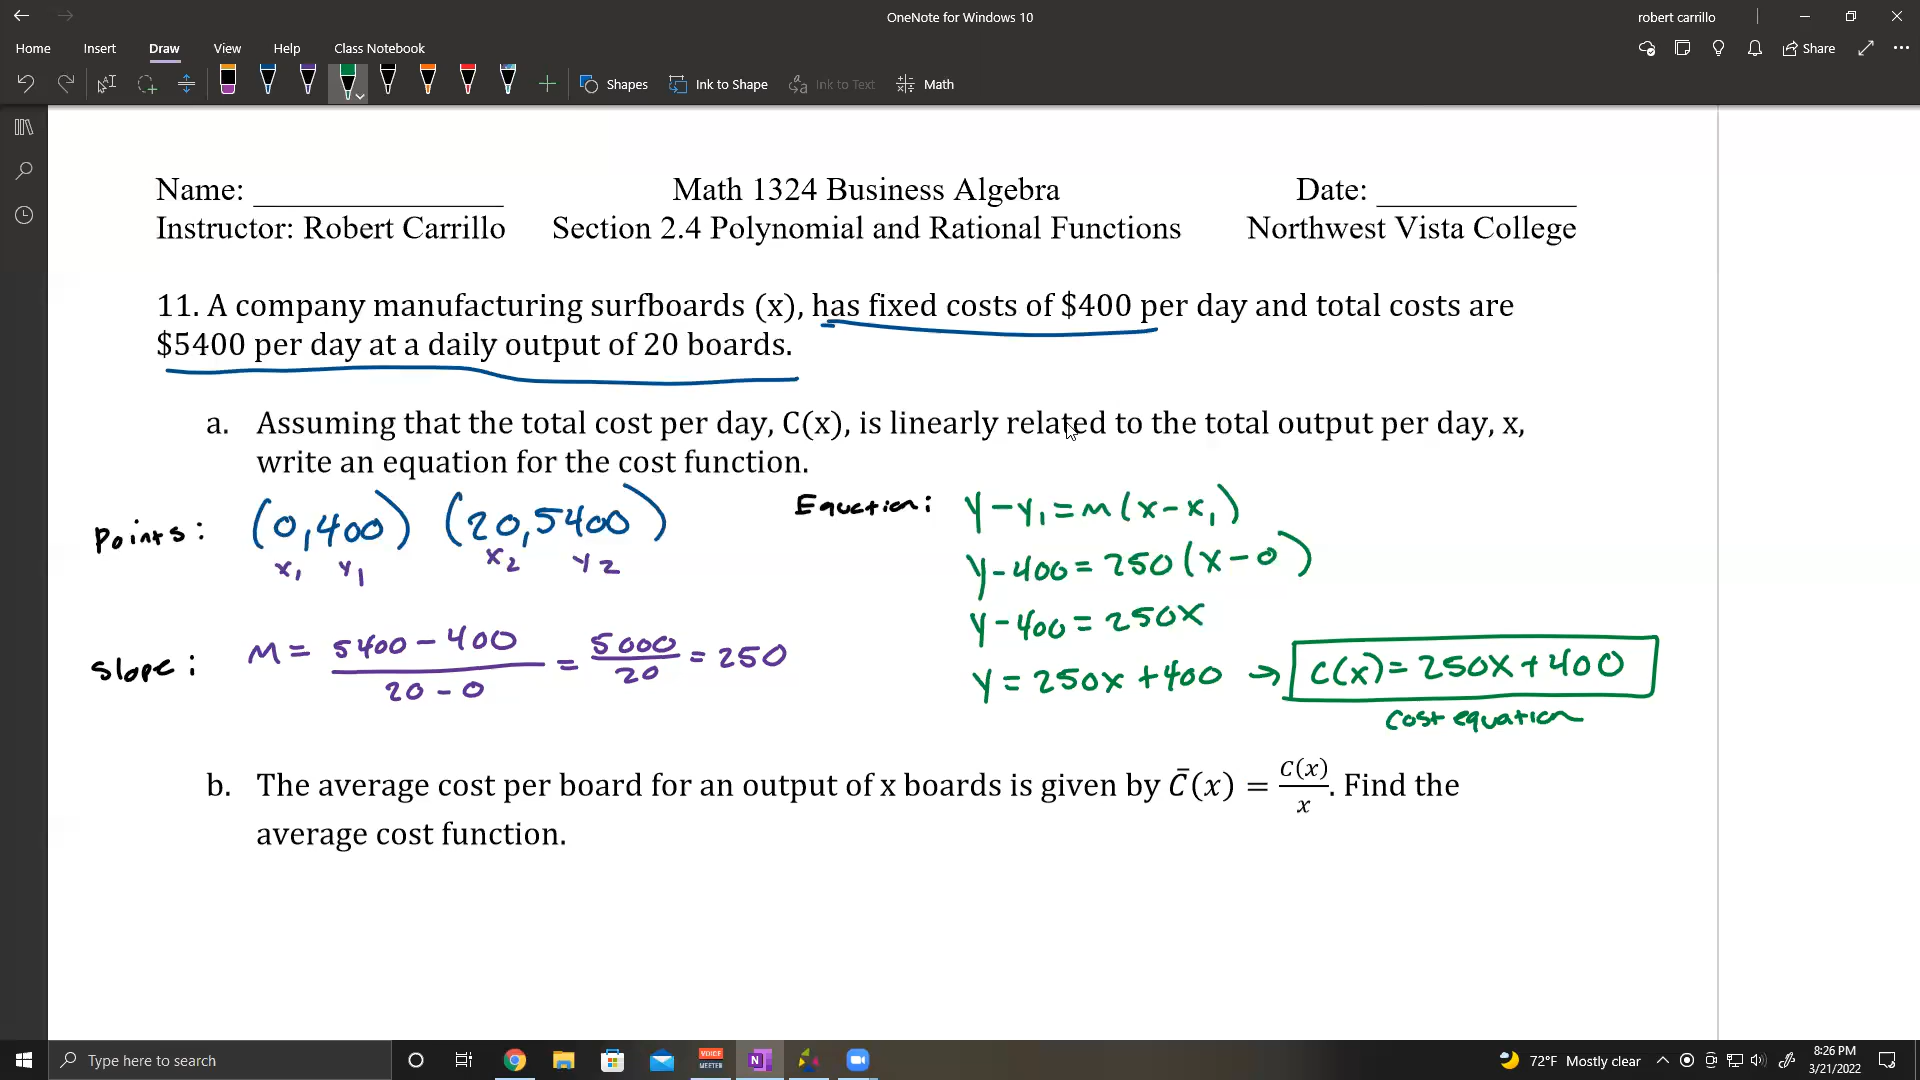 OneNote for Windows 10
robert carrillo
Home Insert Draw View Help Class Notebook
Share
Shapes Ink to Shape Ink to Text Math
Name: _______________ Math 1324 Business Algebra Date: ____________
Instructor: Robert Carrillo Section 2.4 Polynomial and Rational Functions Northwest Vista College
11. A company manufacturing surfboards (x), has fixed costs of $400 per day and total costs are
$5400 per day at a daily output of 20 boards.
a. Assuming that the total cost per day, C(x), is linearly related to the total output per day, x,
write an equation for the cost function.
Points: (0,400) (20,5400)
x₁ y₁ x₂ y₂
Slope: M = 5400 - 400 / 20 - 0 = 5000 / 20 = 250
Equation: y - y₁ = m(x - x₁)
y - 400 = 250(x - 0)
y - 400 = 250x
y = 250x + 400 → C(x) = 250x + 400
cost equation
b. The average cost per board for an output of x boards is given by C̄(x) = C(x)/x. Find the
average cost function.
Type here to search
VOICE
MEETER
72°F Mostly clear
8:26 PM
3/21/2022